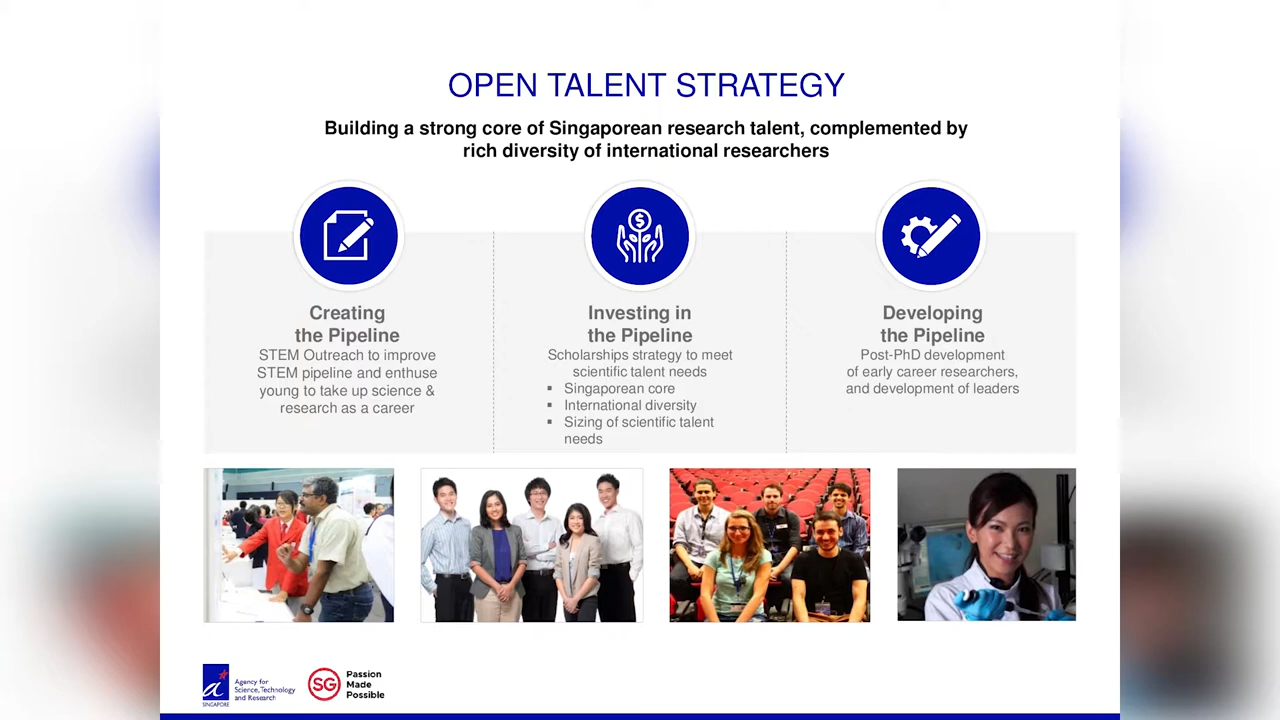 OPEN TALENT STRATEGY
Building a strong core of Singaporean research talent, complemented by
rich diversity of international researchers
Creating
the Pipeline
STEM Outreach to improve
STEM pipeline and enthuse
young to take up science &
research as a career
Investing in
the Pipeline
Scholarships strategy to meet
scientific talent needs
▪ Singaporean core
▪ International diversity
▪ Sizing of scientific talent
needs
Developing
the Pipeline
Post-PhD development
of early career researchers,
and development of leaders
a
SINGAPORE
Agency for
Science, Technology
and Research
SG
Passion
Made
Possible